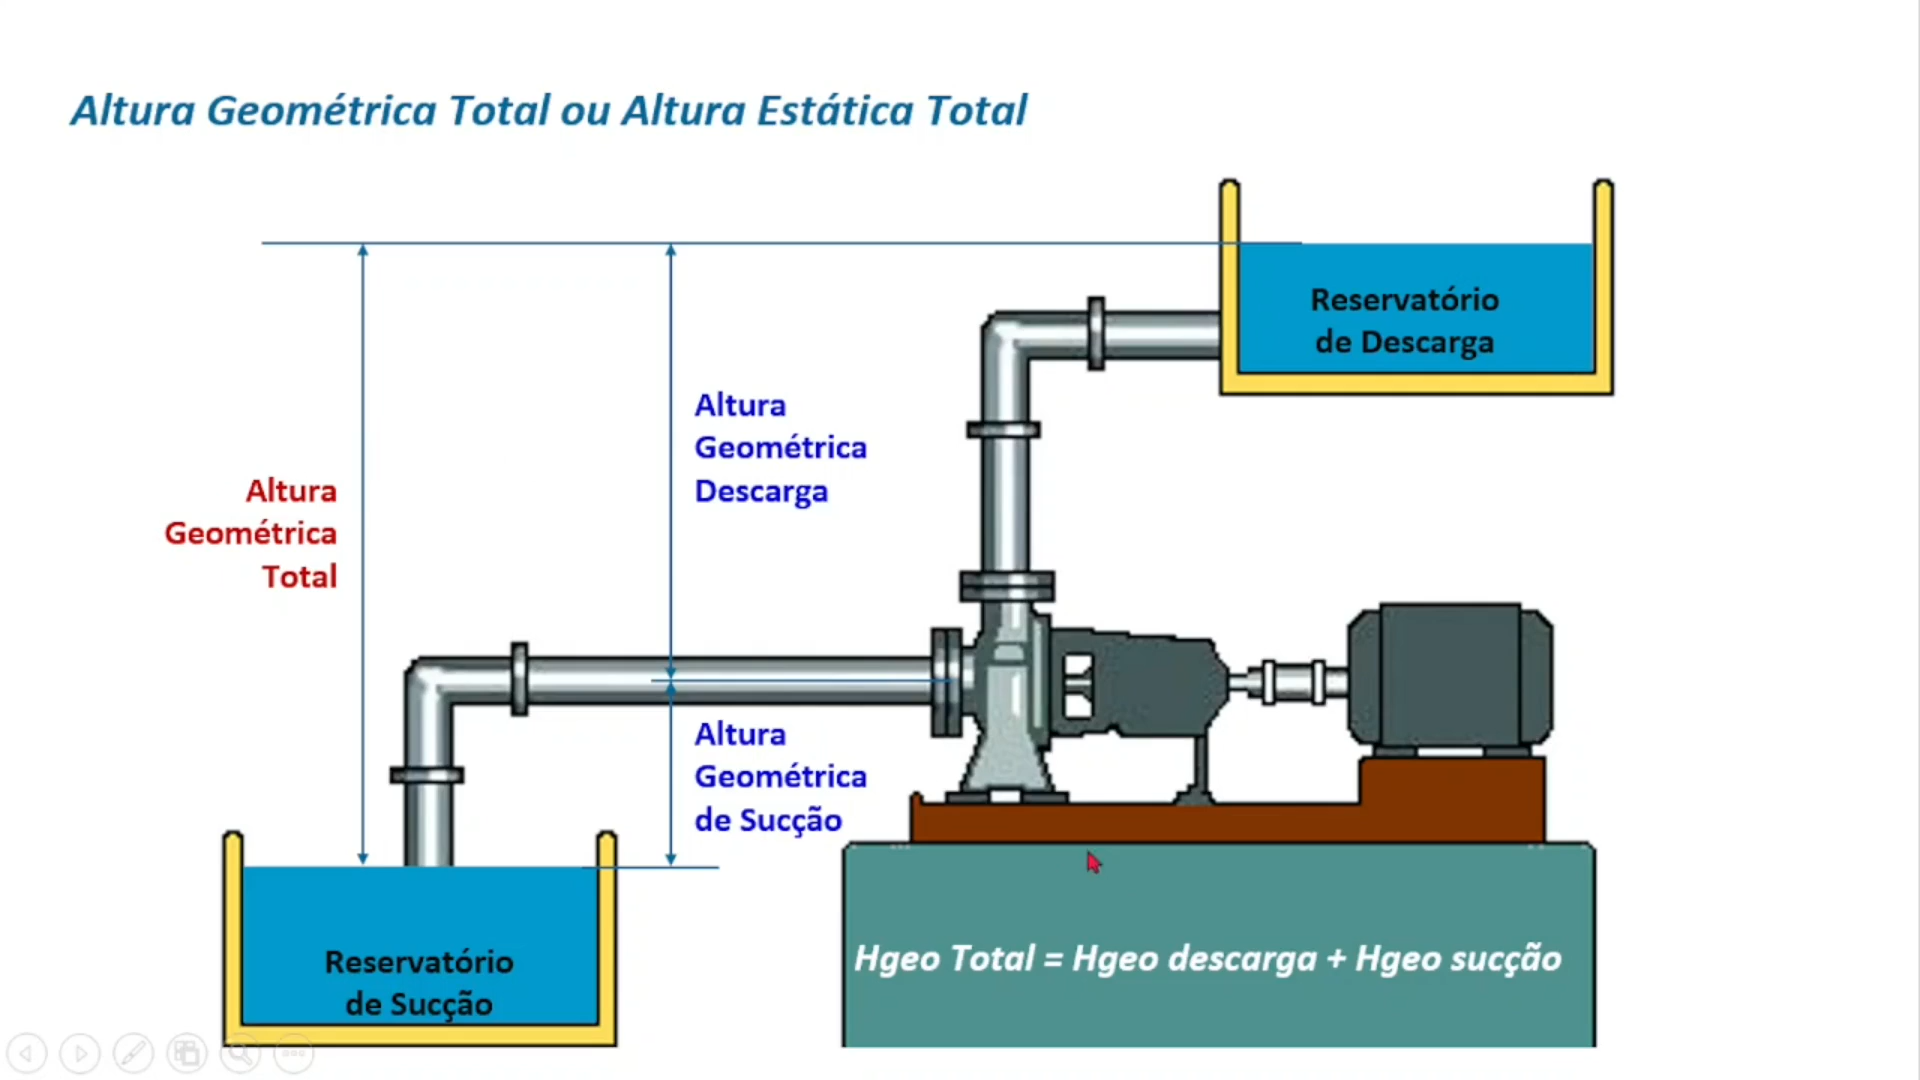 Altura Geométrica Total ou Altura Estática Total
Reservatório
de Descarga
Altura
Geométrica
Descarga
Altura
Geométrica
Total
Altura
Geométrica
de Sucção
Reservatório
de Sucção
Hgeo Total = Hgeo descarga + Hgeo sucção